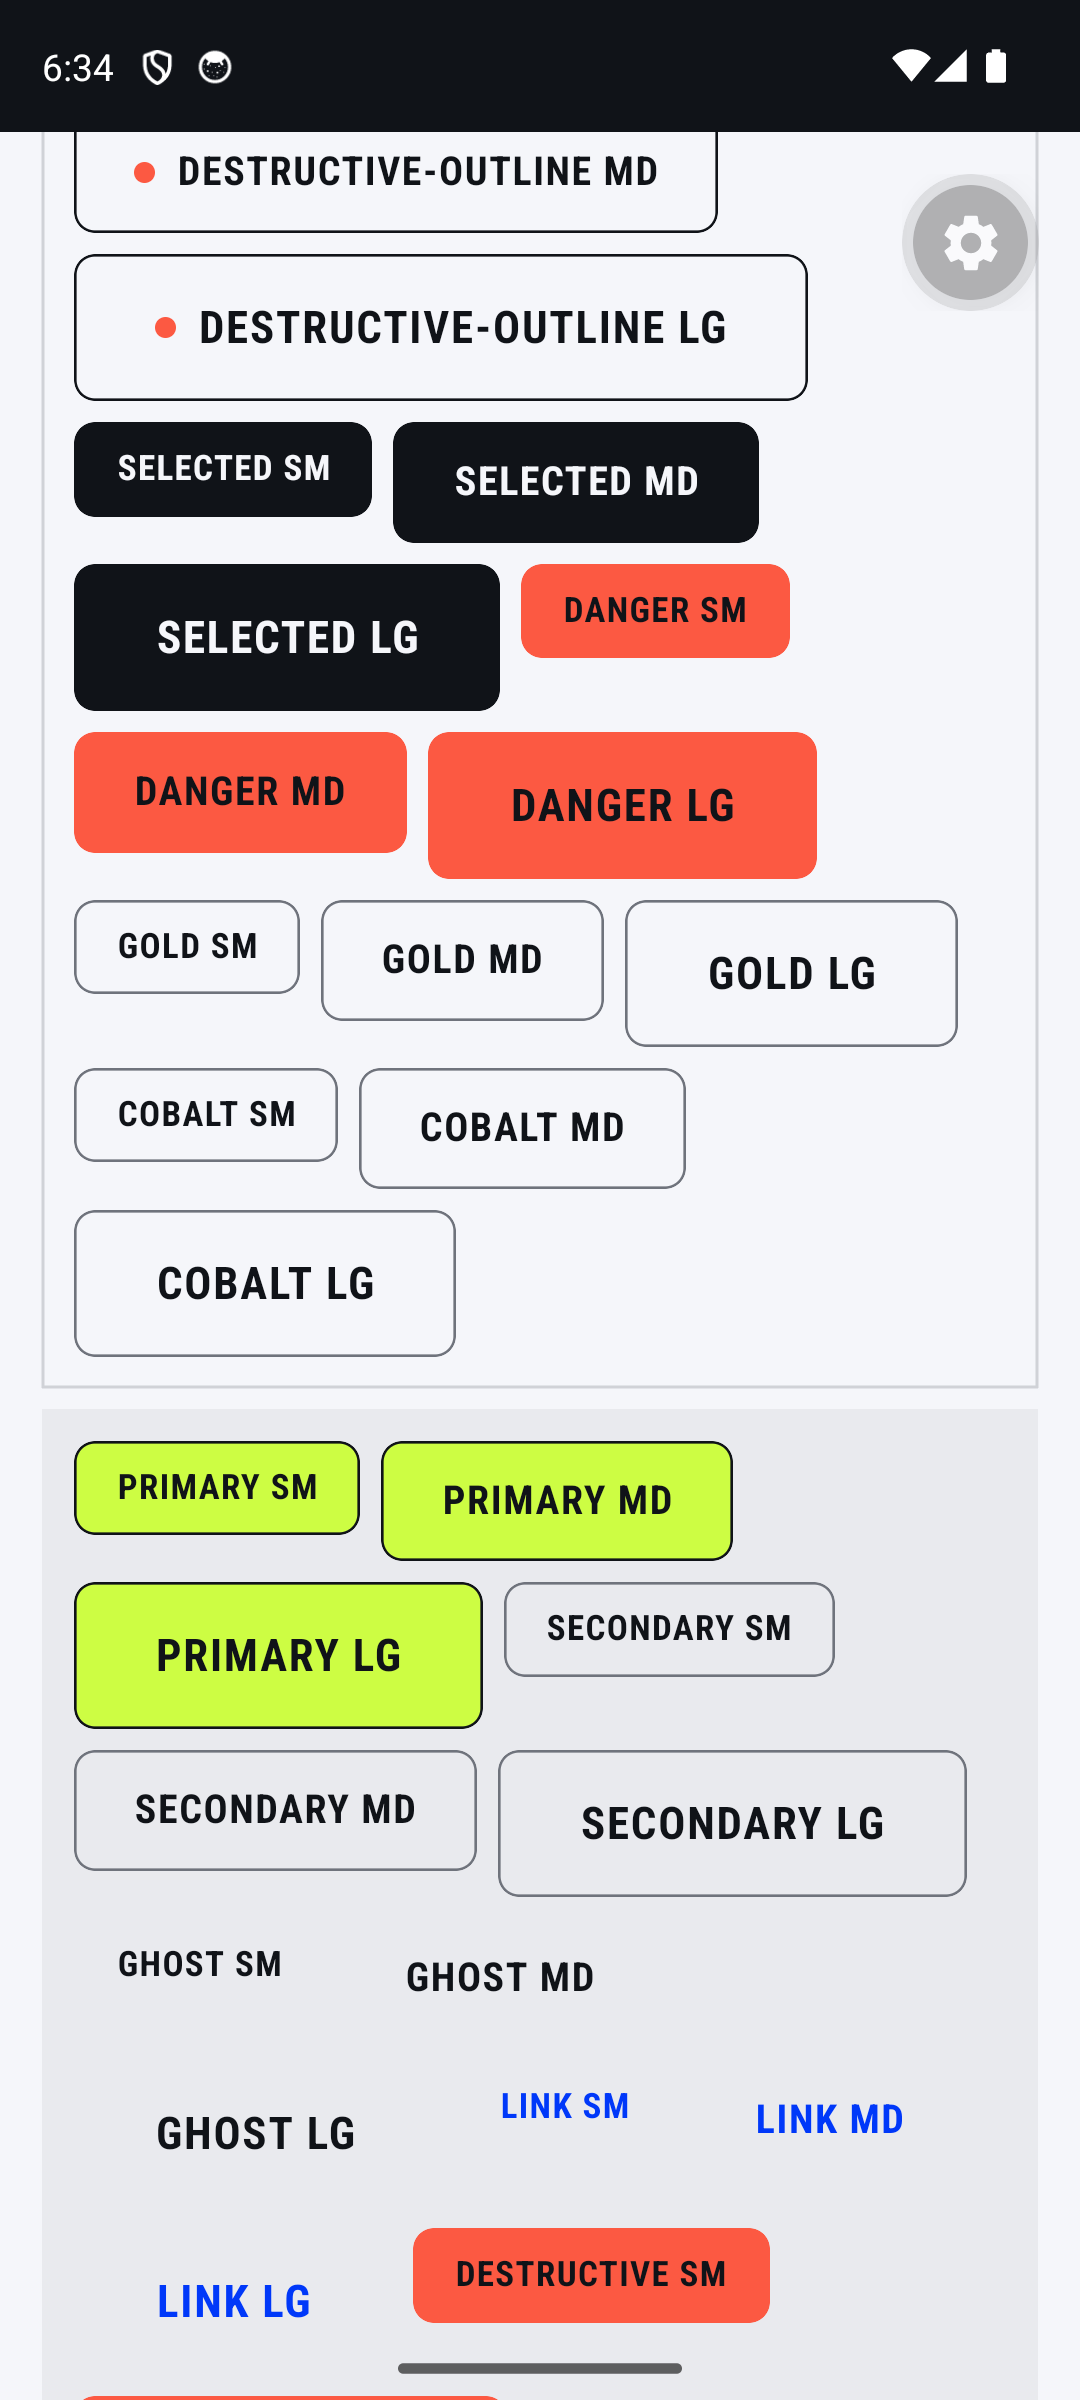 6:34
DESTRUCTIVE-OUTLINE MD
DESTRUCTIVE-OUTLINE LG
SELECTED SM SELECTED MD
SELECTED LG DANGER SM
DANGER MD DANGER LG
GOLD SM GOLD MD GOLD LG
COBALT SM COBALT MD
COBALT LG
PRIMARY SM PRIMARY MD
PRIMARY LG SECONDARY SM
SECONDARY MD SECONDARY LG
GHOST SM GHOST MD
GHOST LG LINK SM LINK MD
LINK LG DESTRUCTIVE SM